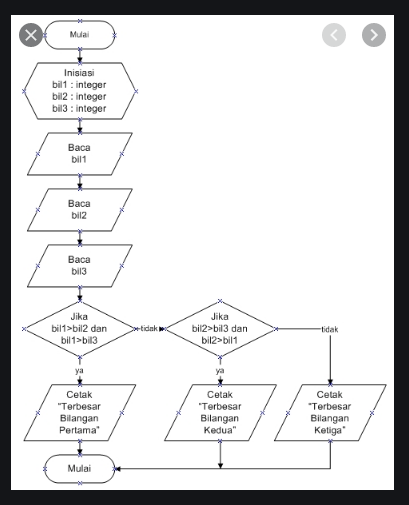 Mulai
Inisiasi
bil1 : integer
bil2 : integer
bil3 : integer
Baca
bil1
Baca
bil2
Baca
bil3
Jika
bil1>bil2 dan
bil1>bil3
tidak
Jika
bil2>bil3 dan
bil2>bil1
tidak
ya
ya
Cetak
"Terbesar
Bilangan
Pertama"
Cetak
"Terbesar
Bilangan
Kedua"
Cetak
"Terbesar
Bilangan
Ketiga"
Mulai